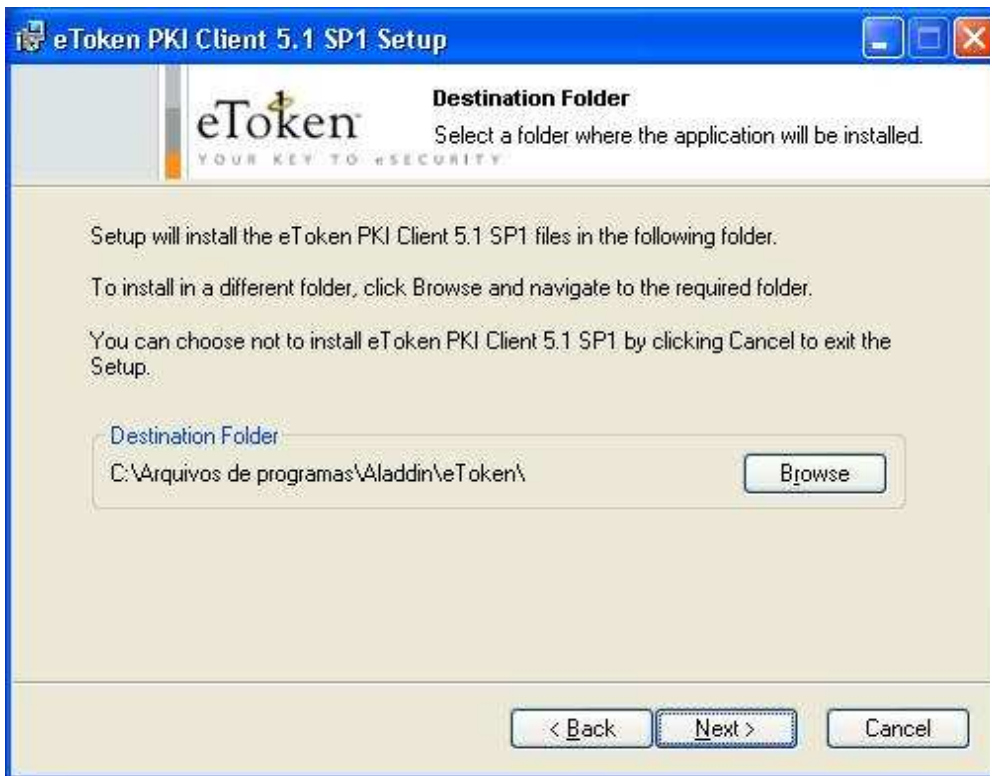 eToken PKI Client 5.1 SP1 Setup
eToken
YOUR KEY TO eSECURITY
Destination Folder
Select a folder where the application will be installed.
Setup will install the eToken PKI Client 5.1 SP1 files in the following folder.
To install in a different folder, click Browse and navigate to the required folder.
You can choose not to install eToken PKI Client 5.1 SP1 by clicking Cancel to exit the
Setup.
Destination Folder
C:\Arquivos de programas\Aladdin\eToken\
Browse
< Back
Next >
Cancel